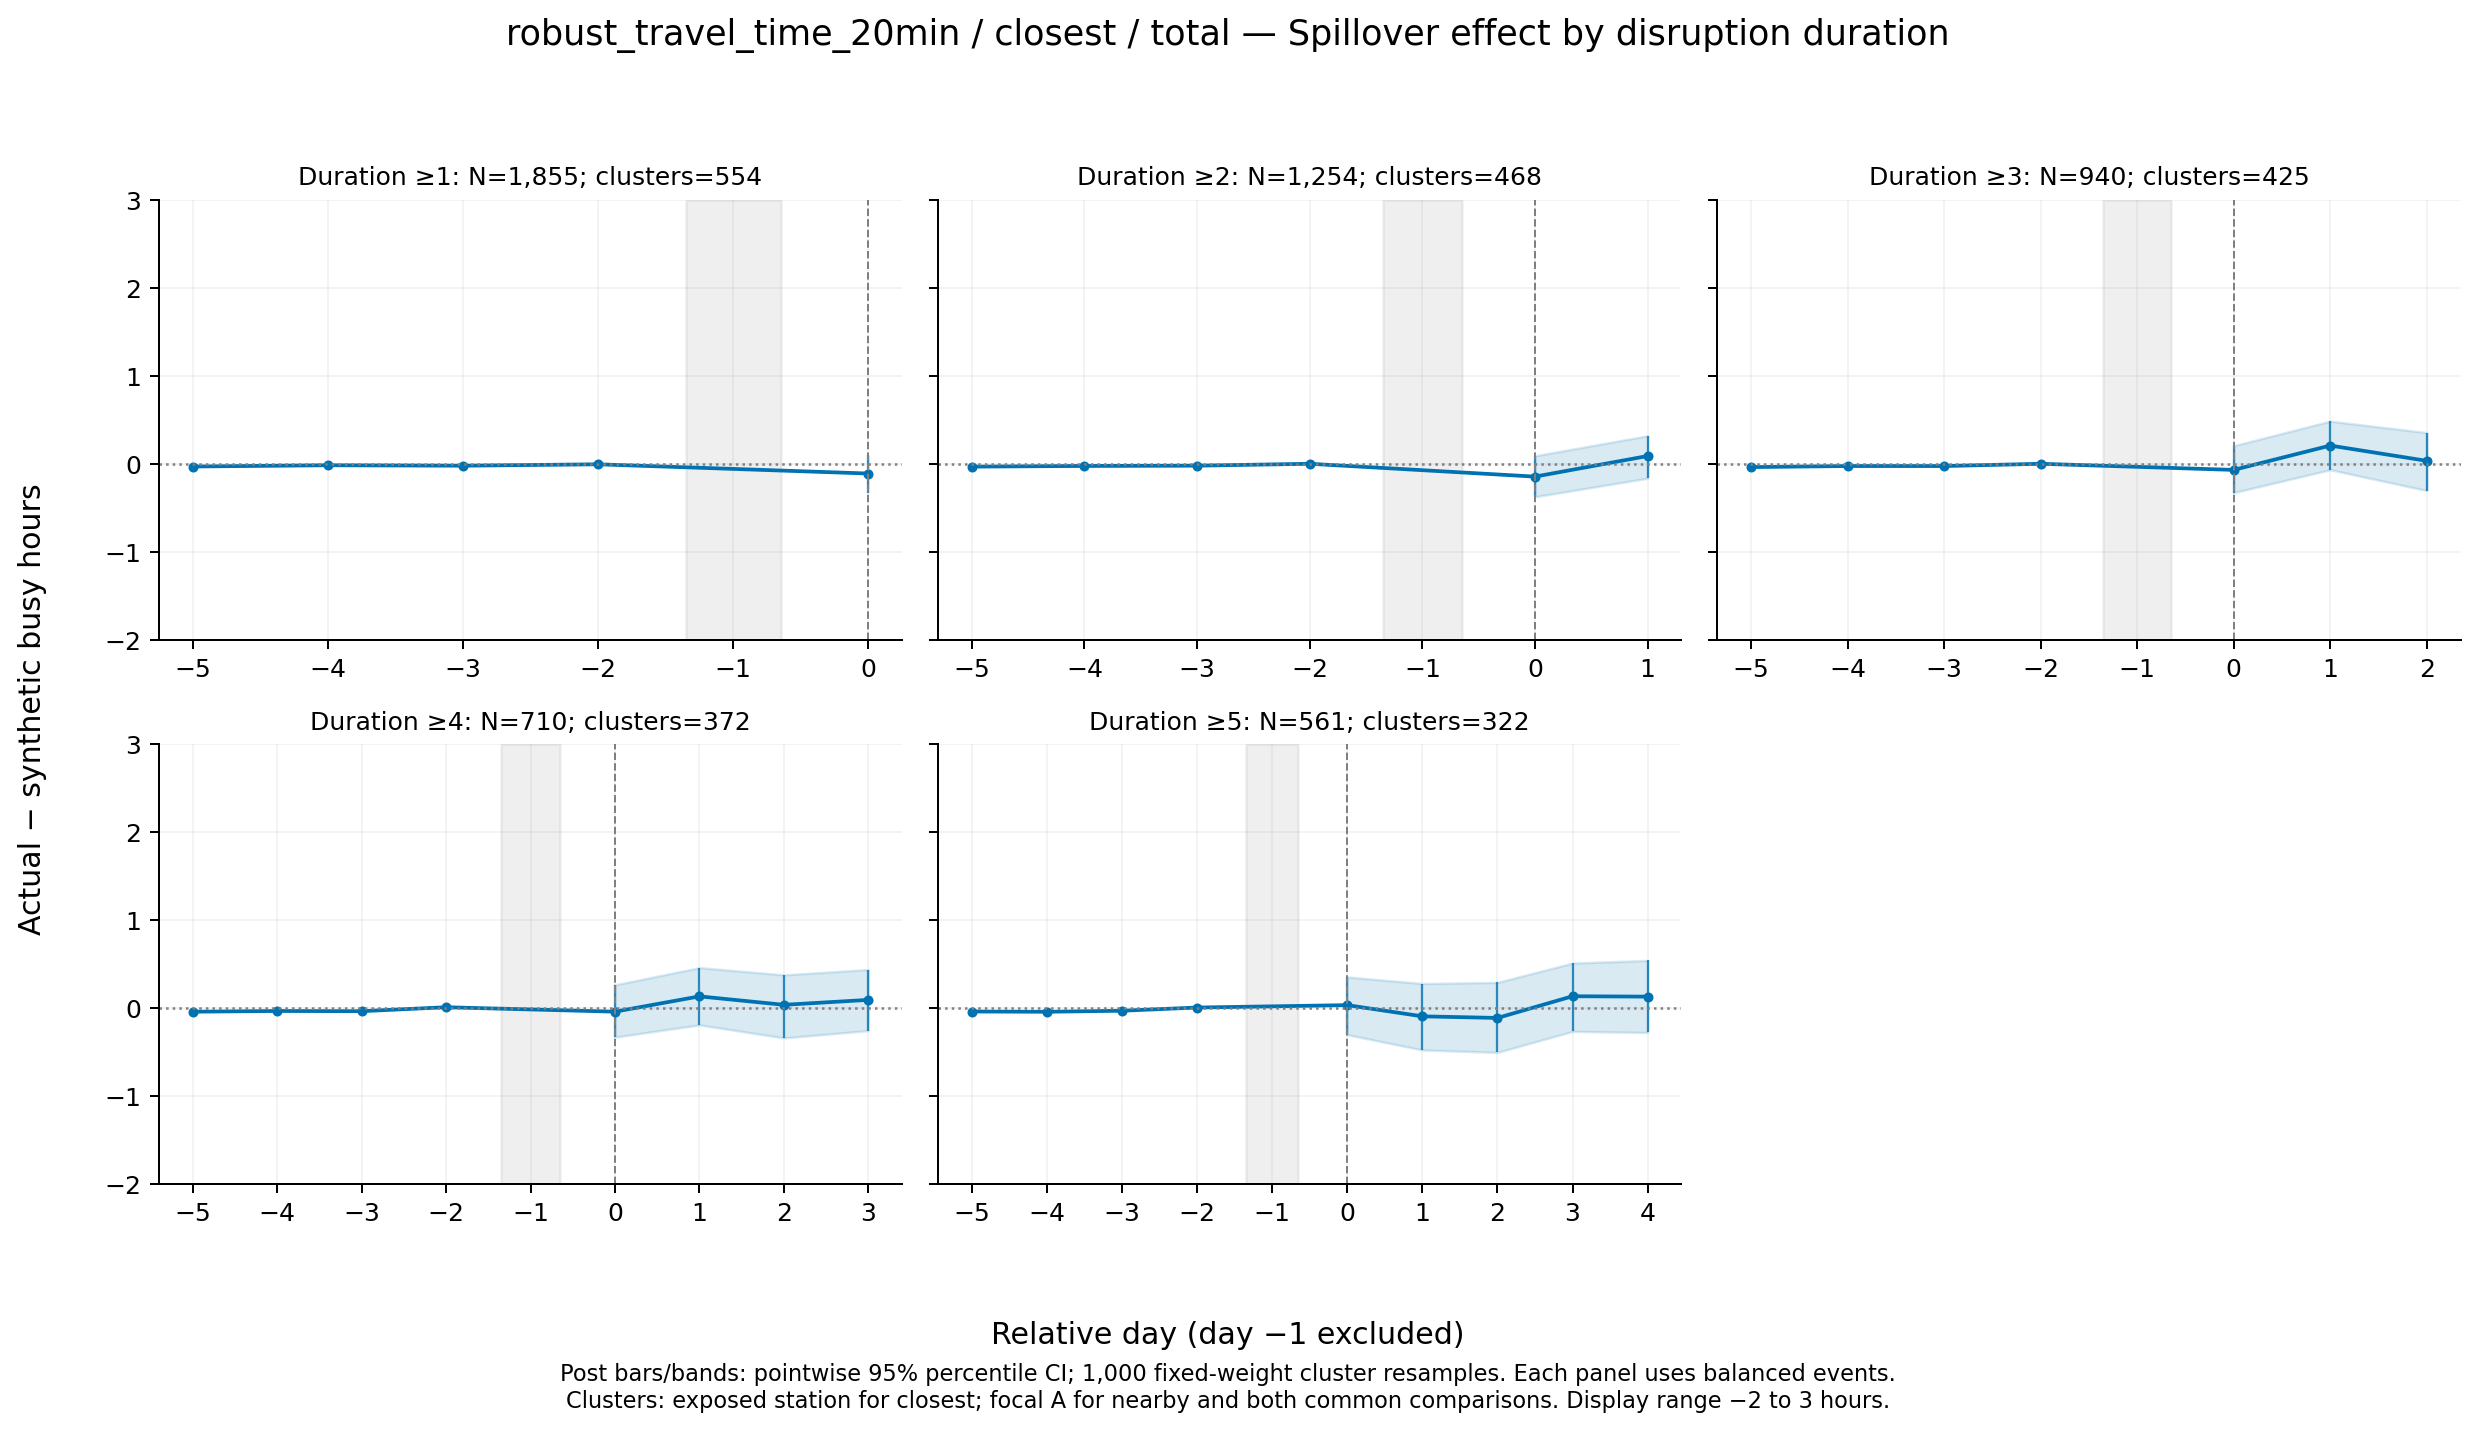 robust_travel_time_20min / closest / total — Spillover effect by disruption duration
Duration ≥1: N=1,855; clusters=554
Duration ≥2: N=1,254; clusters=468
Duration ≥3: N=940; clusters=425
3
2
1
0
−1
−2
−5 −4 −3 −2 −1 0
−5 −4 −3 −2 −1 0 1
−5 −4 −3 −2 −1 0 1 2
Actual − synthetic busy hours
Duration ≥4: N=710; clusters=372
Duration ≥5: N=561; clusters=322
3
2
1
0
−1
−2
−5 −4 −3 −2 −1 0 1 2 3
−5 −4 −3 −2 −1 0 1 2 3 4
Relative day (day −1 excluded)
Post bars/bands: pointwise 95% percentile CI; 1,000 fixed-weight cluster resamples. Each panel uses balanced events.
Clusters: exposed station for closest; focal A for nearby and both common comparisons. Display range −2 to 3 hours.